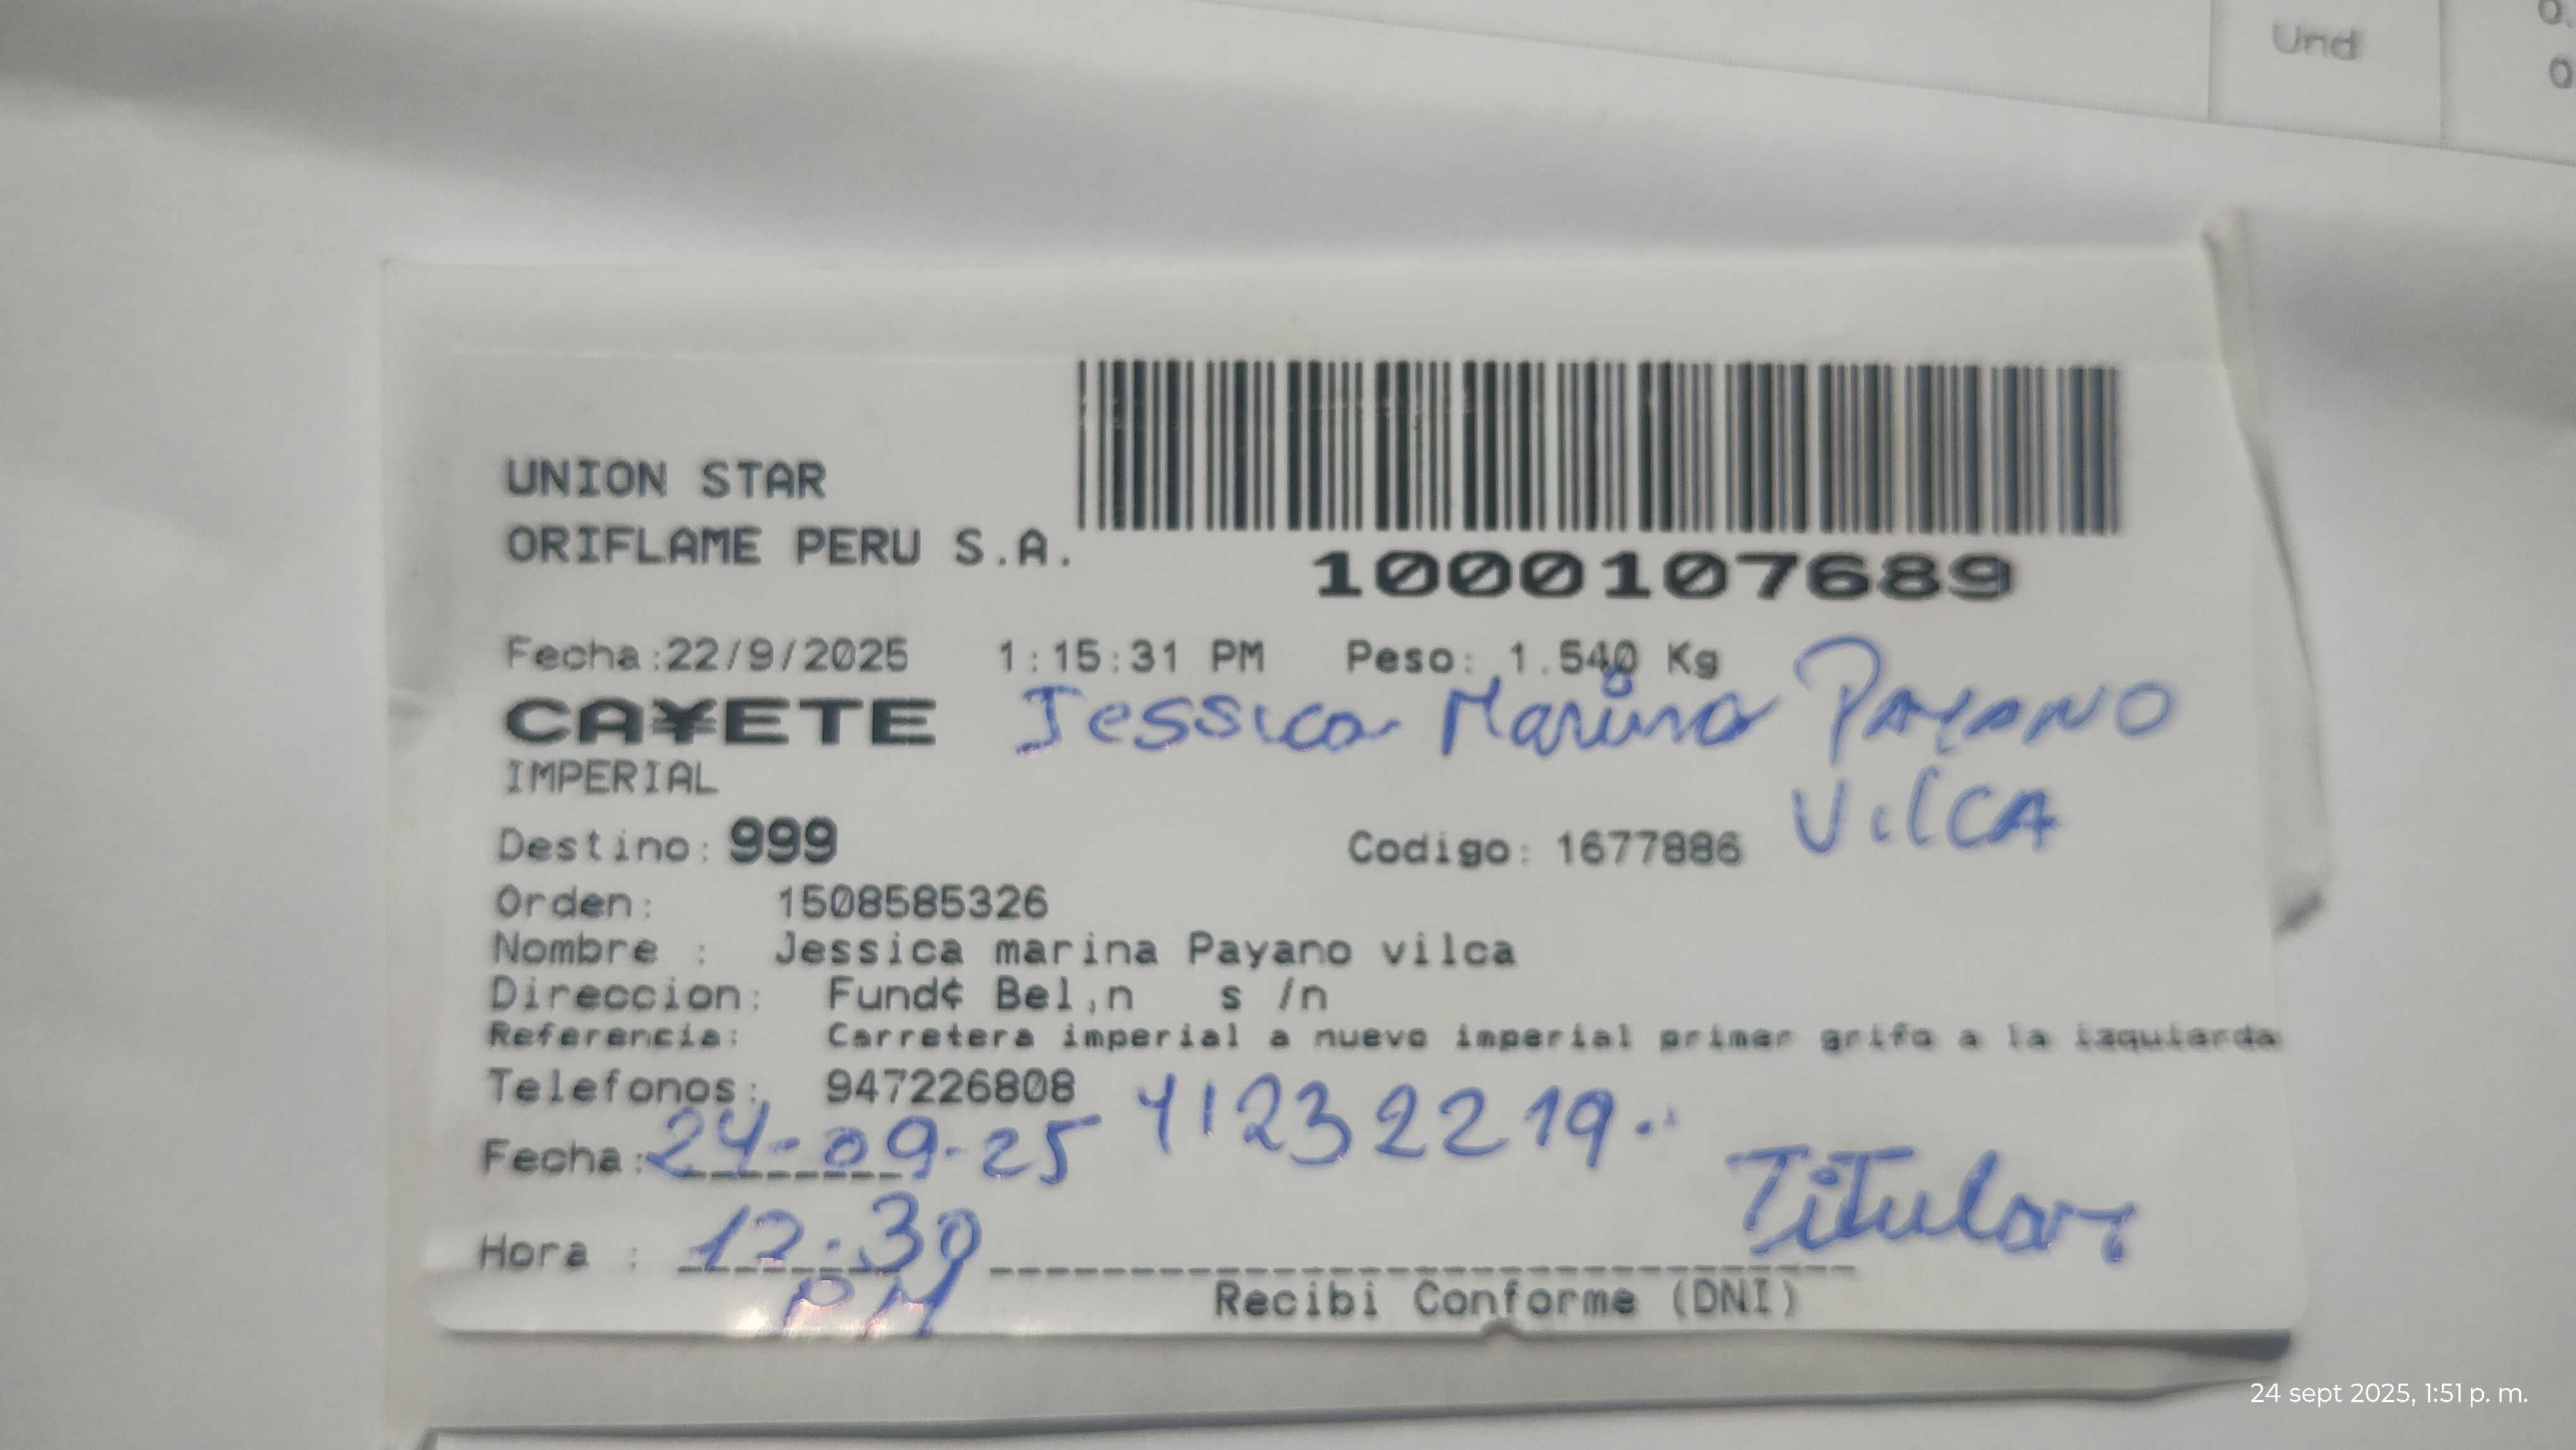 Und
UNION STAR
ORIFLAME PERU S.A.
1000107689
Fecha:22/9/2025 1:15:31 PM Peso: 1.540 Kg
CA¥ETE Jessica Marina PAYANO
IMPERIAL
VilCA
Destino: 999 Codigo: 1677886
Orden: 1508585326
Nombre : Jessica marina Payano vilca
Direccion: Fund¢ Bel,n s /n
Referencia: Carretera imperial a nuevo imperial primer grifo a la izquierda
Telefonos: 947226808 41232219.
Fecha: 24-09-25
Titular
Hora : 12:30
PM
Recibi Conforme (DNI)
24 sept 2025, 1:51 p. m.